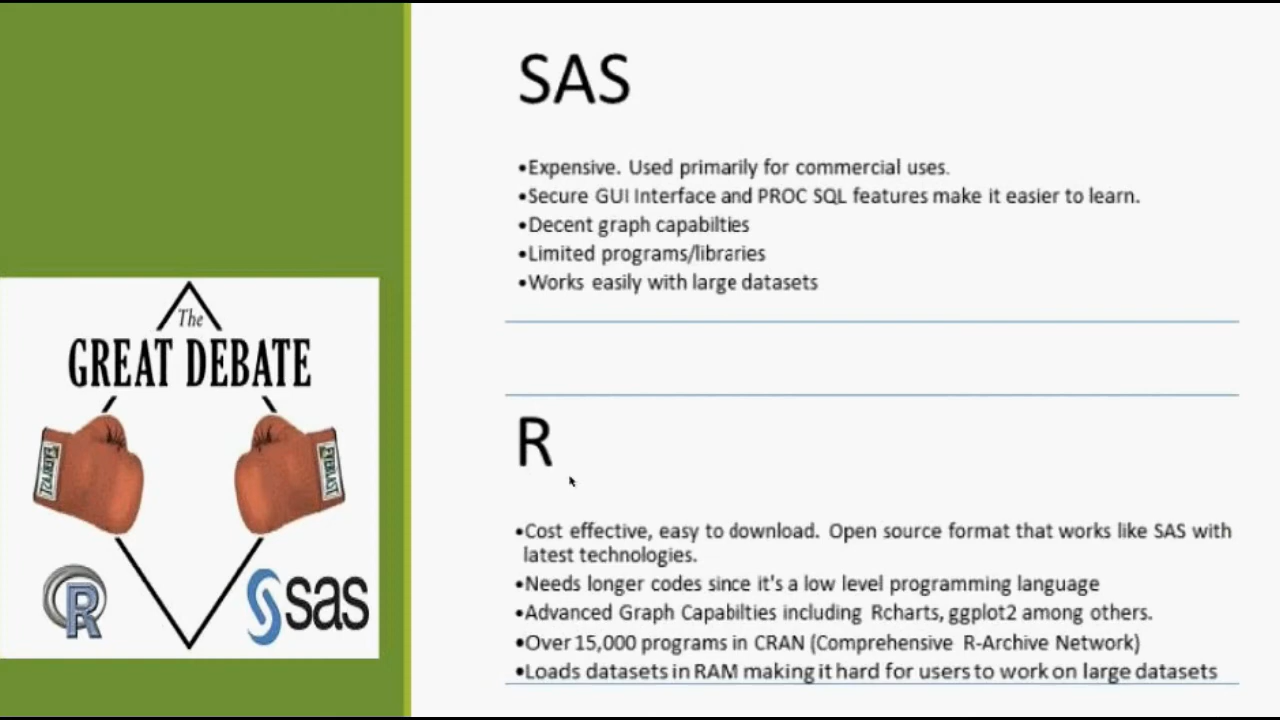 SAS
•Expensive. Used primarily for commercial uses.
•Secure GUI Interface and PROC SQL features make it easier to learn.
•Decent graph capabilties
•Limited programs/libraries
•Works easily with large datasets
The
GREAT DEBATE
EVERLAST
EVERLAST
R
sas
R
•Cost effective, easy to download. Open source format that works like SAS with
latest technologies.
•Needs longer codes since it's a low level programming language
•Advanced Graph Capabilties including Rcharts, ggplot2 among others.
•Over 15,000 programs in CRAN (Comprehensive R-Archive Network)
•Loads datasets in RAM making it hard for users to work on large datasets